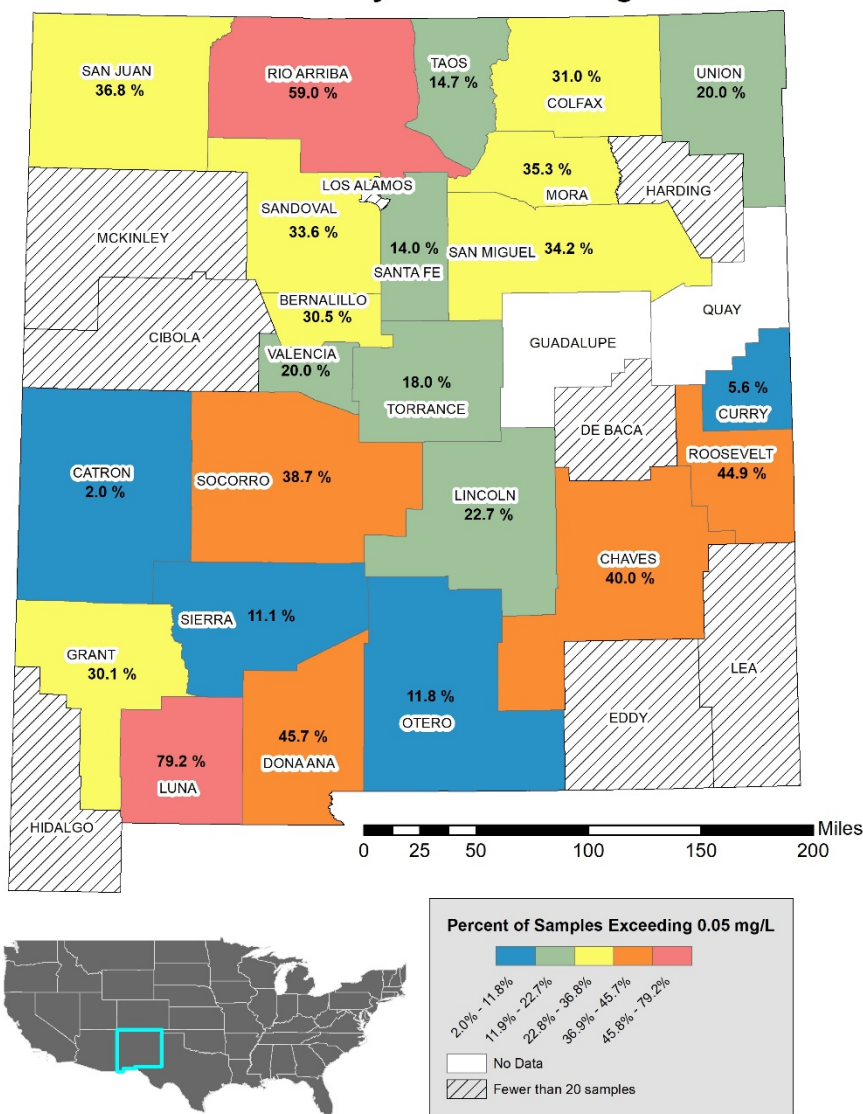 SAN JUAN
36.8 %
RIO ARRIBA
59.0 %
TAOS
14.7 %
31.0 %
COLFAX
UNION
20.0 %
35.3 %
MORA
HARDING
LOS ALAMOS
MCKINLEY
SANDOVAL
33.6 %
14.0 %
SANTA FE
SAN MIGUEL
34.2 %
BERNALILLO
30.5 %
QUAY
CIBOLA
GUADALUPE
VALENCIA
20.0 %
18.0 %
TORRANCE
5.6 %
CURRY
DE BACA
ROOSEVELT
44.9 %
CATRON
2.0 %
SOCORRO
38.7 %
LINCOLN
22.7 %
CHAVES
40.0 %
SIERRA
11.1 %
GRANT
30.1 %
LEA
11.8 %
OTERO
EDDY
45.7 %
DONA ANA
79.2 %
LUNA
HIDALGO
Miles
0 25 50 100 150 200
Percent of Samples Exceeding 0.05 mg/L
2.0% - 11.8%
11.9% - 22.7%
22.8% - 36.8%
36.9% - 45.7%
45.8% - 79.2%
No Data
Fewer than 20 samples